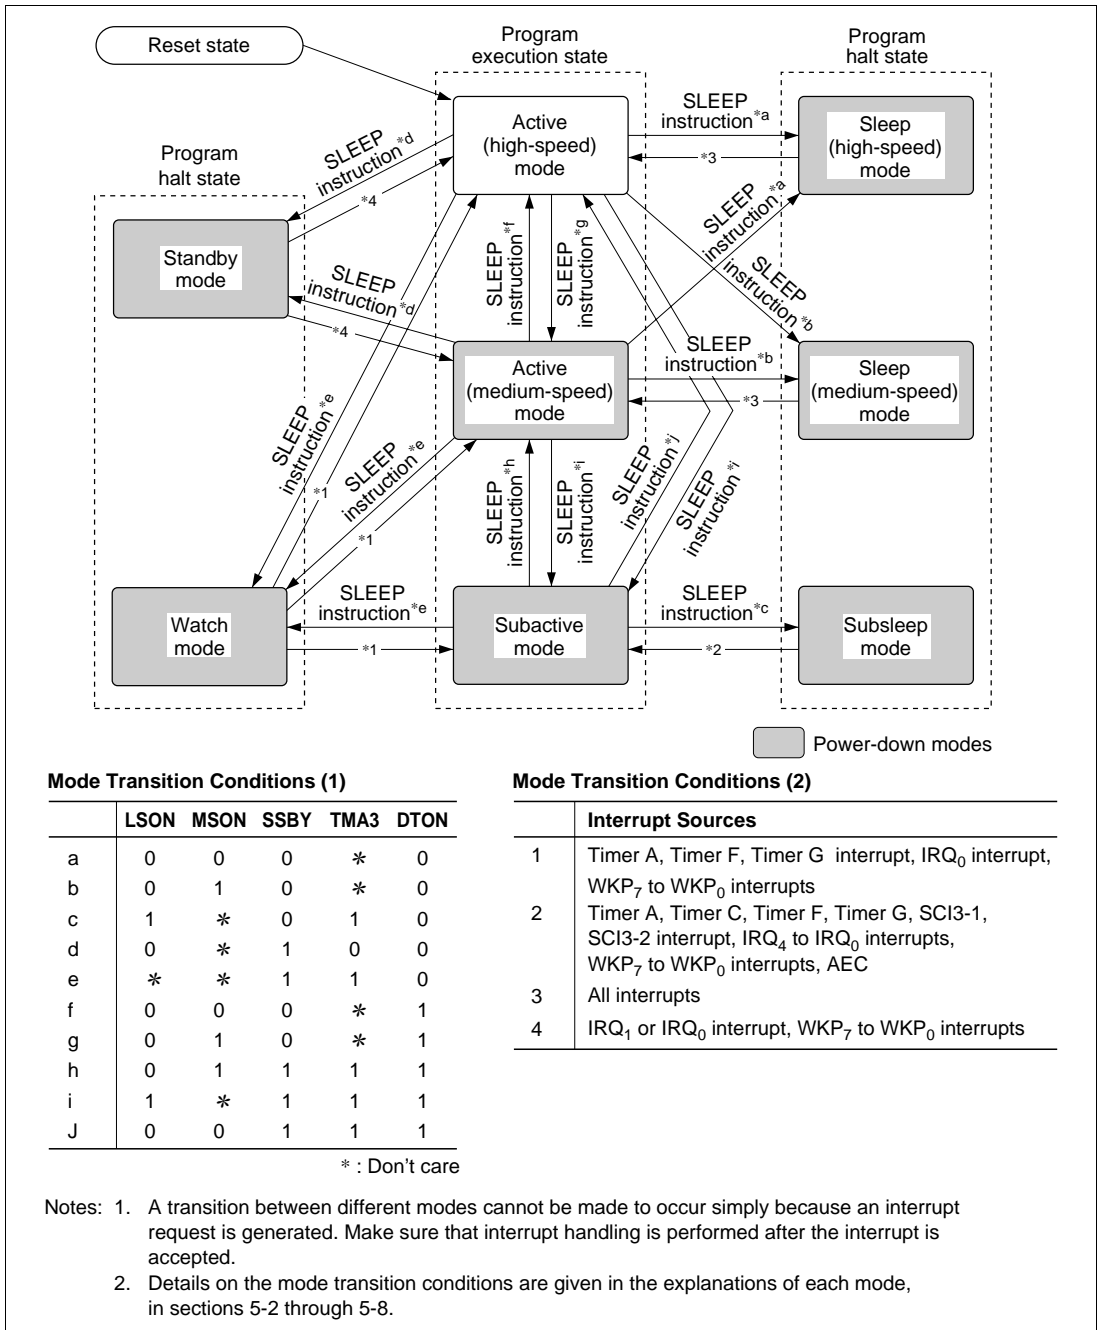 Reset state
Program
execution state
Program
halt state
Program
halt state
Active
(high-speed)
mode
SLEEP
instruction*a
*3
Sleep
(high-speed)
mode
SLEEP
instruction*d
*4
Standby
mode
SLEEP
instruction*d
*4
SLEEP
instruction*f
SLEEP
instruction*g
SLEEP
instruction*a
SLEEP
instruction*b
Active
(medium-speed)
mode
SLEEP
instruction*b
*3
Sleep
(medium-speed)
mode
SLEEP
instruction*e
*1
SLEEP
instruction*e
*1
SLEEP
instruction*h
SLEEP
instruction*i
SLEEP
instruction*j
SLEEP
instruction*i
Watch
mode
SLEEP
instruction*e
*1
Subactive
mode
SLEEP
instruction*c
*2
Subsleep
mode
Power-down modes
Mode Transition Conditions (1)
LSON MSON SSBY TMA3 DTON
a 0 0 0 * 0
b 0 1 0 * 0
c 1 * 0 1 0
d 0 * 1 0 0
e * * 1 1 0
f 0 0 0 * 1
g 0 1 0 * 1
h 0 1 1 1 1
i 1 * 1 1 1
J 0 0 1 1 1
* : Don't care
Mode Transition Conditions (2)
Interrupt Sources
1 Timer A, Timer F, Timer G interrupt, IRQ0 interrupt,
WKP7 to WKP0 interrupts
2 Timer A, Timer C, Timer F, Timer G, SCI3-1,
SCI3-2 interrupt, IRQ4 to IRQ0 interrupts,
WKP7 to WKP0 interrupts, AEC
3 All interrupts
4 IRQ1 or IRQ0 interrupt, WKP7 to WKP0 interrupts
Notes: 1. A transition between different modes cannot be made to occur simply because an interrupt
request is generated. Make sure that interrupt handling is performed after the interrupt is
accepted.
2. Details on the mode transition conditions are given in the explanations of each mode,
in sections 5-2 through 5-8.